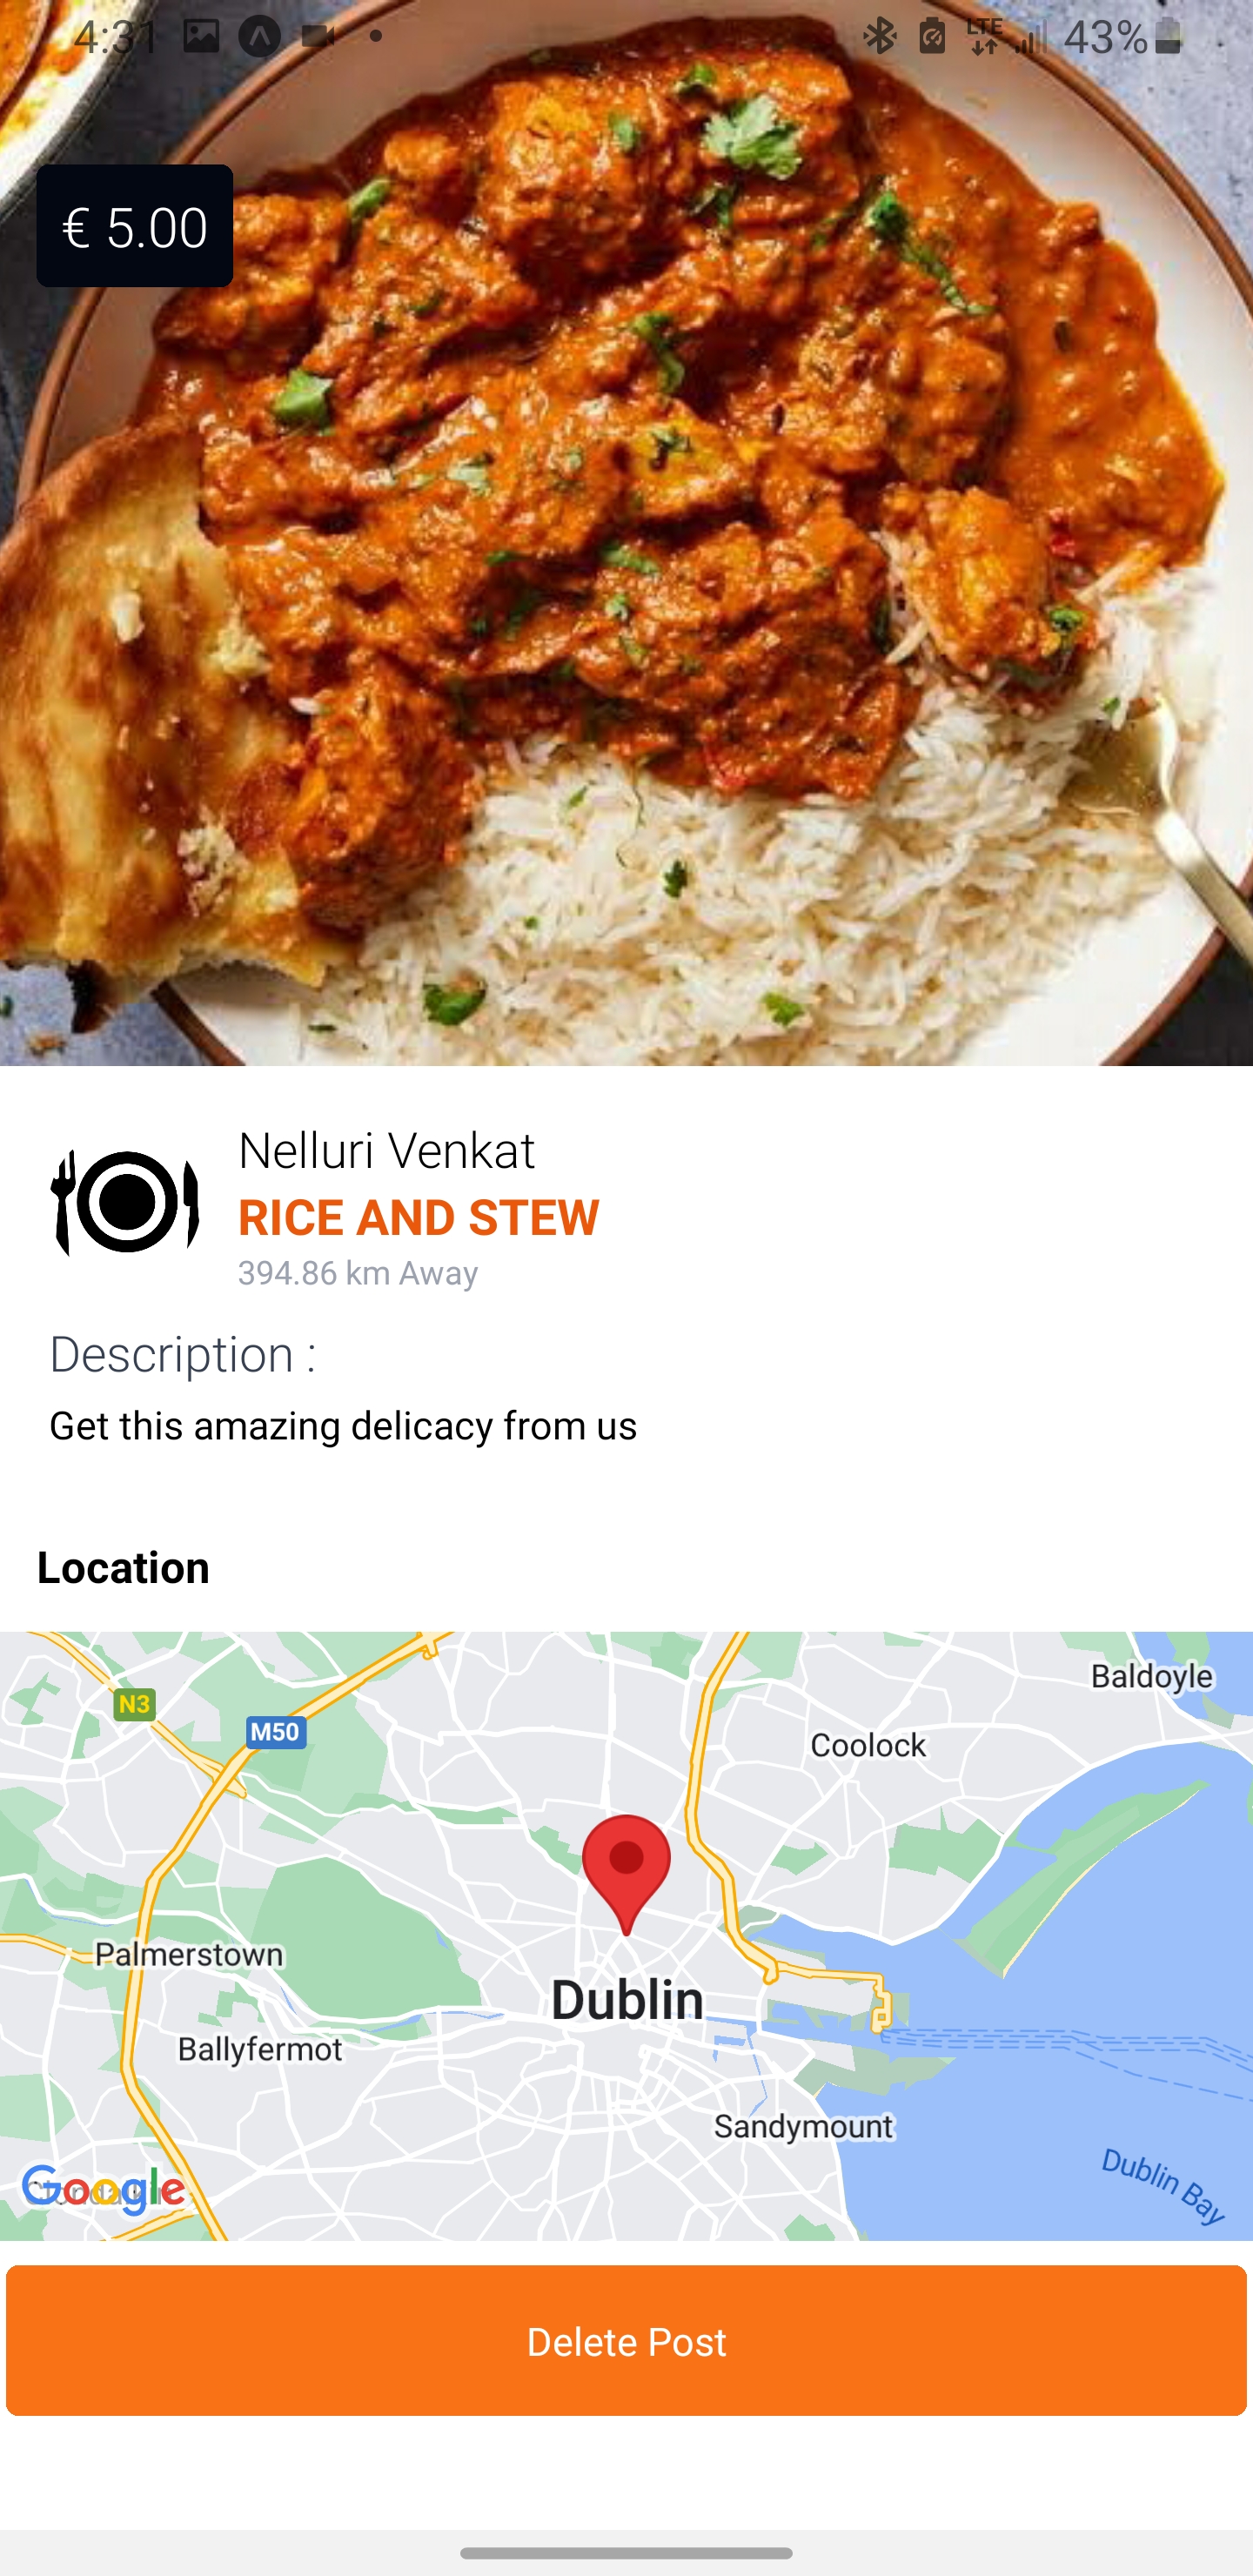 4:31
LTE
43%
€ 5.00
Nelluri Venkat
RICE AND STEW
394.86 km Away
Description :
Get this amazing delicacy from us
Location
Baldoyle
N3
M50
Coolock
Palmerstown
Dublin
Ballyfermot
Sandymount
Dublin Bay
Google
Delete Post